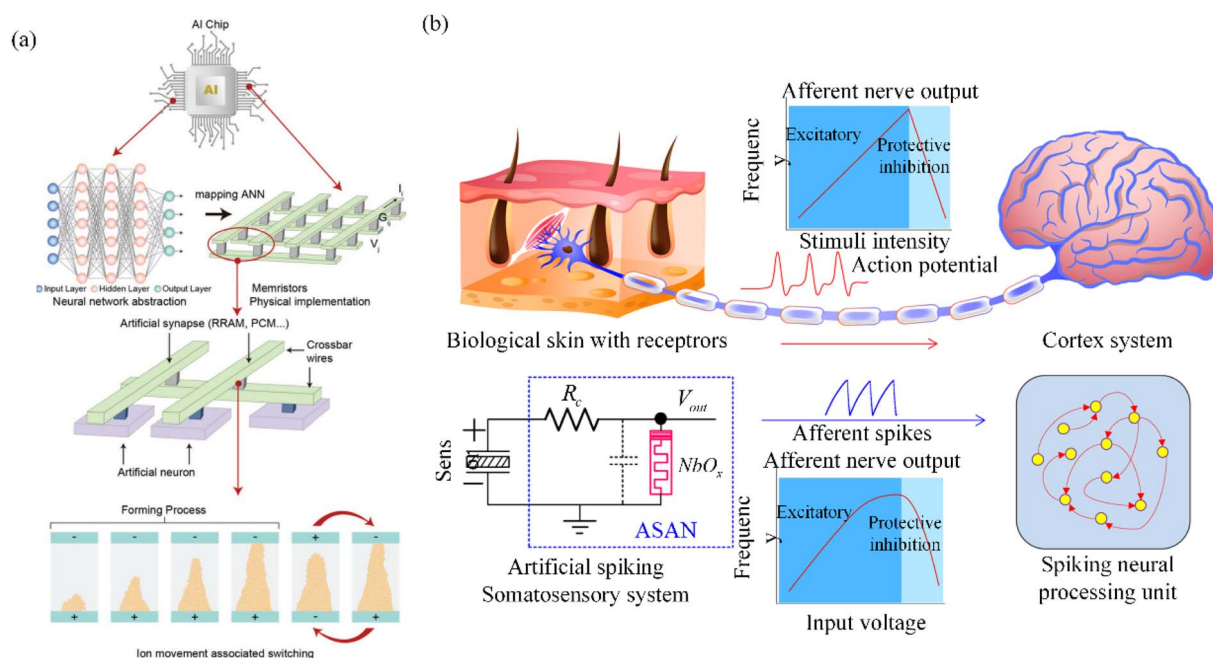 (a)
AI Chip
AI
mapping ANN
I
G
V
Input Layer Hidden Layer Output Layer
Neural network abstraction
Memristors
Physical implementation
Artificial synapse (RRAM, PCM...)
Crossbar
wires
Artificial neuron
Forming Process
- - - - + -
+ + + + - +
Ion movement associated switching
(b)
Afferent nerve output
Frequenc
y
Excitatory
Protective
inhibition
Stimuli intensity
Action potential
Biological skin with receptrors
Cortex system
+
Sens
−
R_c
V_out
NbO_x
ASAN
Artificial spiking
Somatosensory system
Afferent spikes
Afferent nerve output
Frequenc
y
Excitatory
Protective
inhibition
Input voltage
Spiking neural
processing unit